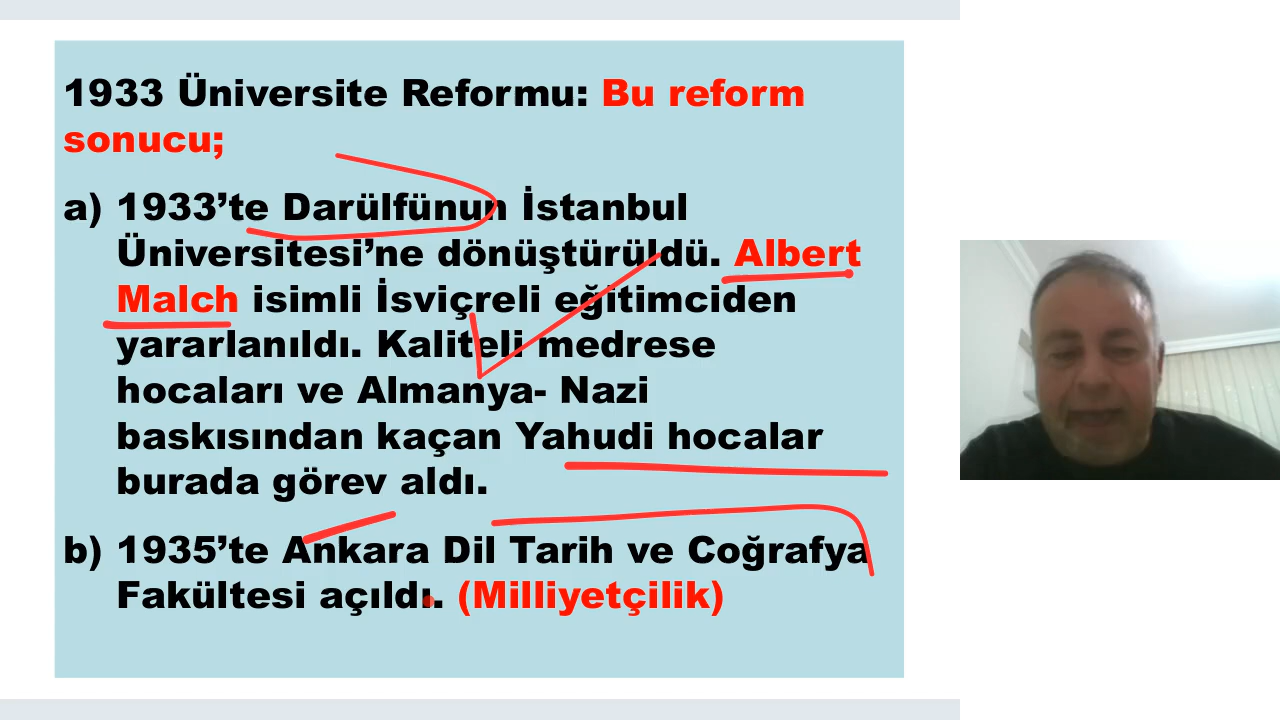 1933 Üniversite Reformu: Bu reform
sonucu;
a) 1933’te Darülfünun İstanbul
Üniversitesi’ne dönüştürüldü. Albert
Malch isimli İsviçreli eğitimciden
yararlanıldı. Kaliteli medrese
hocaları ve Almanya- Nazi
baskısından kaçan Yahudi hocalar
burada görev aldı.
b) 1935’te Ankara Dil Tarih ve Coğrafya
Fakültesi açıldı. (Milliyetçilik)